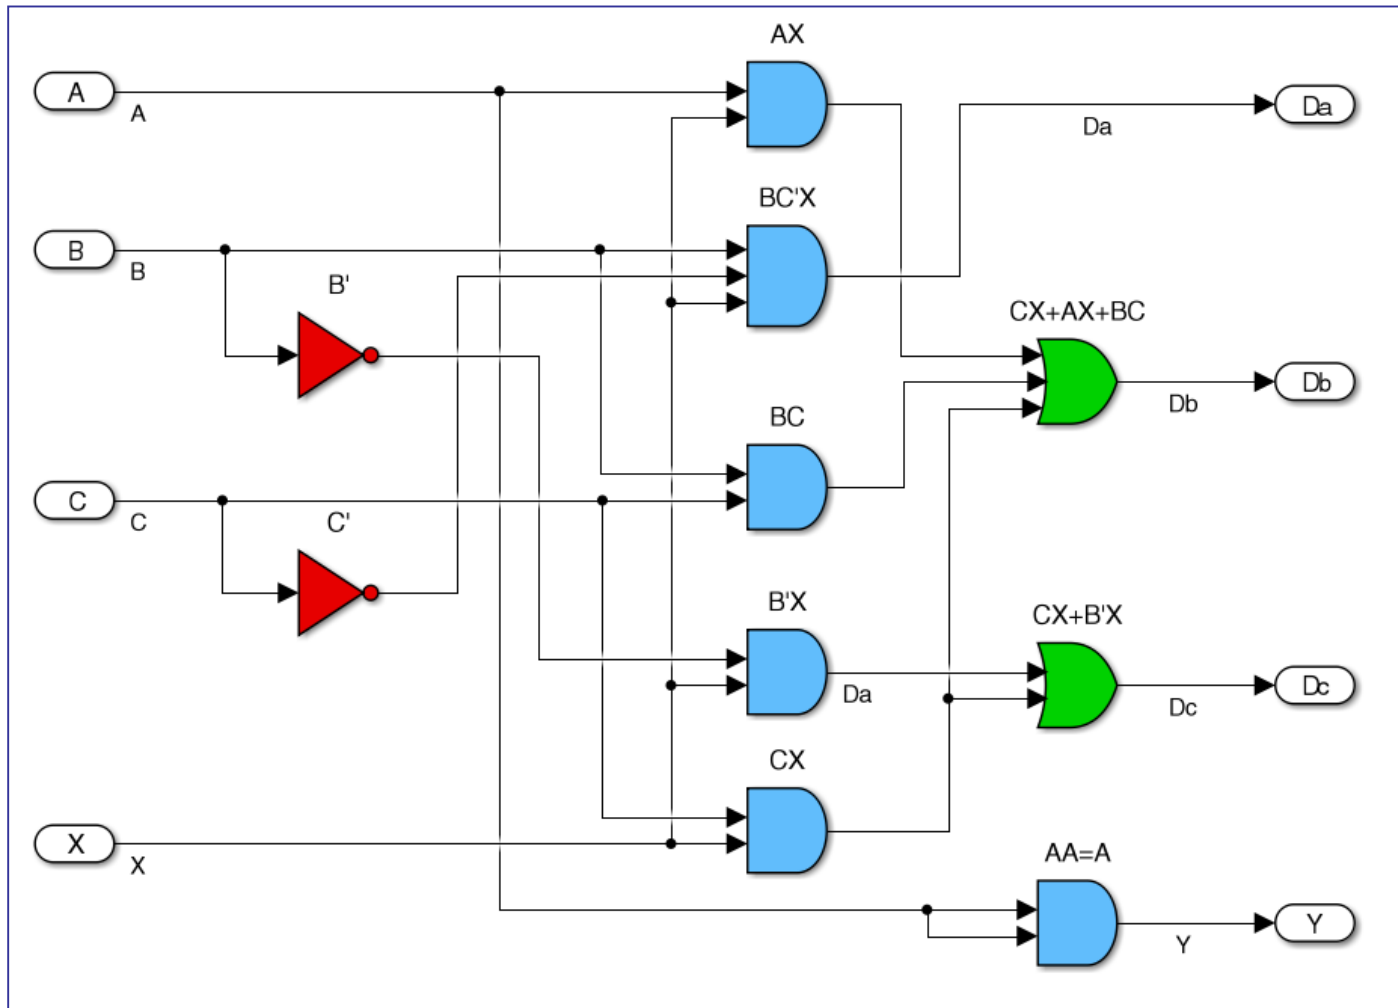 AX
A
A
Da
Da
BC'X
B
B
B'
CX+AX+BC
Db
Db
BC
C
C
C'
B'X
CX+B'X
Da
Dc
Dc
CX
X
X
AA=A
Y
Y